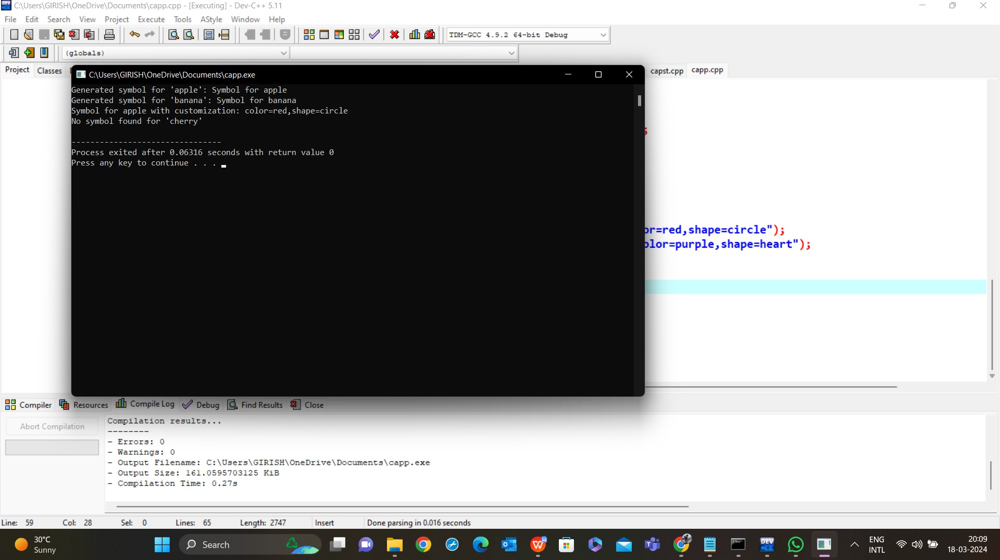 C:\Users\GIRISH\OneDrive\Documents\capp.cpp - [Executing] - Dev-C++ 5.11
File Edit Search View Project Execute Tools AStyle Window Help
TDM-GCC 4.9.2 64-bit Debug
(globals)
Project Classes capst.cpp capp.cpp
C:\Users\GIRISH\OneDrive\Documents\capp.exe
Generated symbol for 'apple': Symbol for apple
Generated symbol for 'banana': Symbol for banana
Symbol for apple with customization: color=red,shape=circle
No symbol found for 'cherry'
--------------------------------
Process exited after 0.06316 seconds with return value 0
Press any key to continue . . .
;
or=red,shape=circle");
olor=purple,shape=heart");
Compiler Resources Compile Log Debug Find Results Close
Abort Compilation
Compilation results...
--------
- Errors: 0
- Warnings: 0
- Output Filename: C:\Users\GIRISH\OneDrive\Documents\capp.exe
- Output Size: 161.0595703125 KiB
- Compilation Time: 0.27s
Line: 59 Col: 28 Sel: 0 Lines: 65 Length: 2747 Insert Done parsing in 0.016 seconds
30°C
Sunny
Search
DEV
C++
ENG
INTL
20:09
18-03-2024